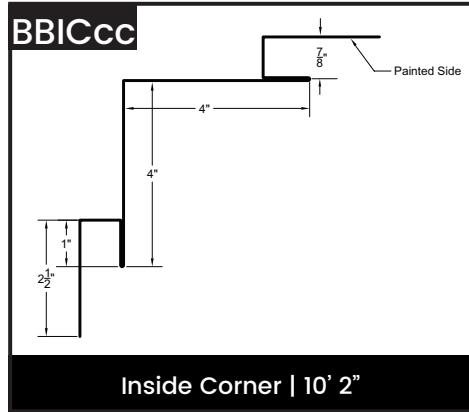 BBICcc
7/8"
Painted Side
4"
4"
1"
2 1/2"
Inside Corner | 10’ 2”